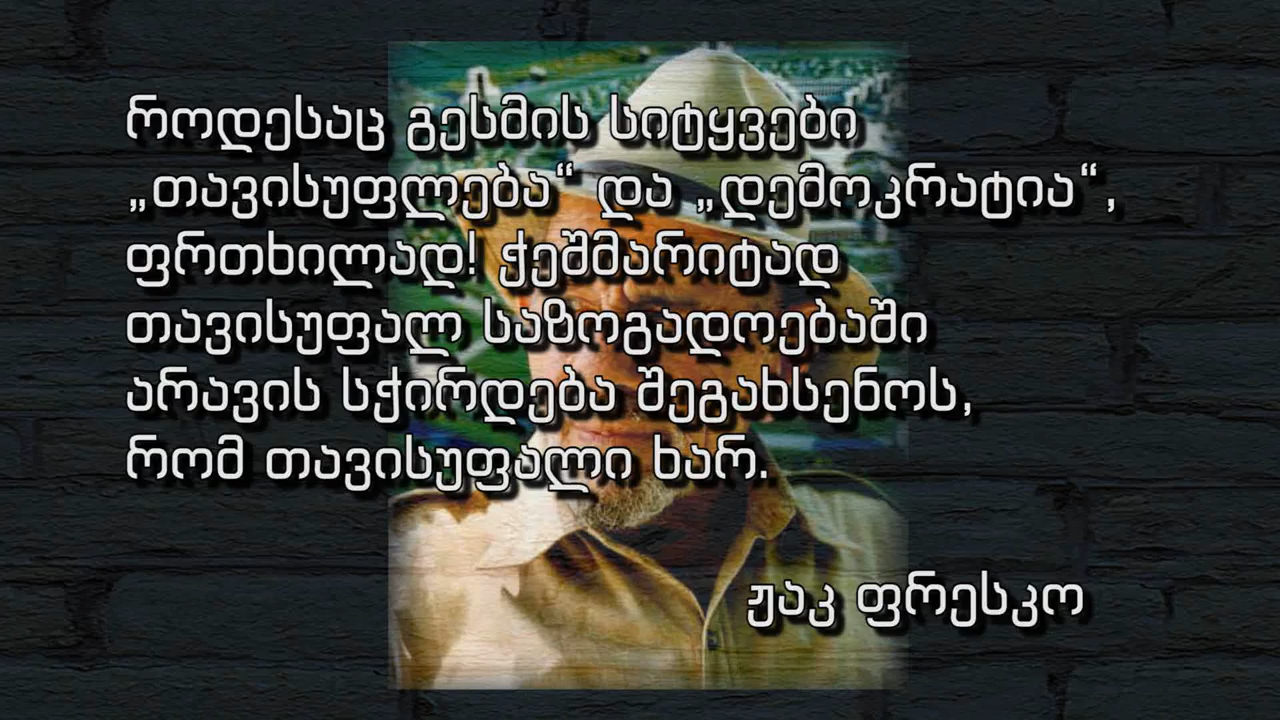 როდესაც გესმის სიტყვები
„თავისუფლება“ და „დემოკრატია“,
ფრთხილად! ჭეშმარიტად
თავისუფალ საზოგადოებაში
არავის სჭირდება შეგახსენოს,
რომ თავისუფალი ხარ.
ჟაკ ფრესკო